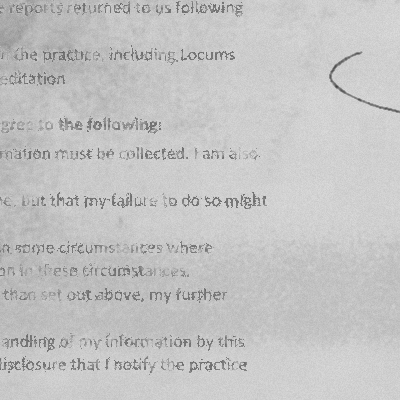 reports returned to us following
the practice, including Locums
editation
gree to the following:
mation must be collected. I am also
but that my failure to do so might
in some circumstances where
on in these circumstances,
than set out above, my further
andling of my information by this
disclosure that I notify the practice